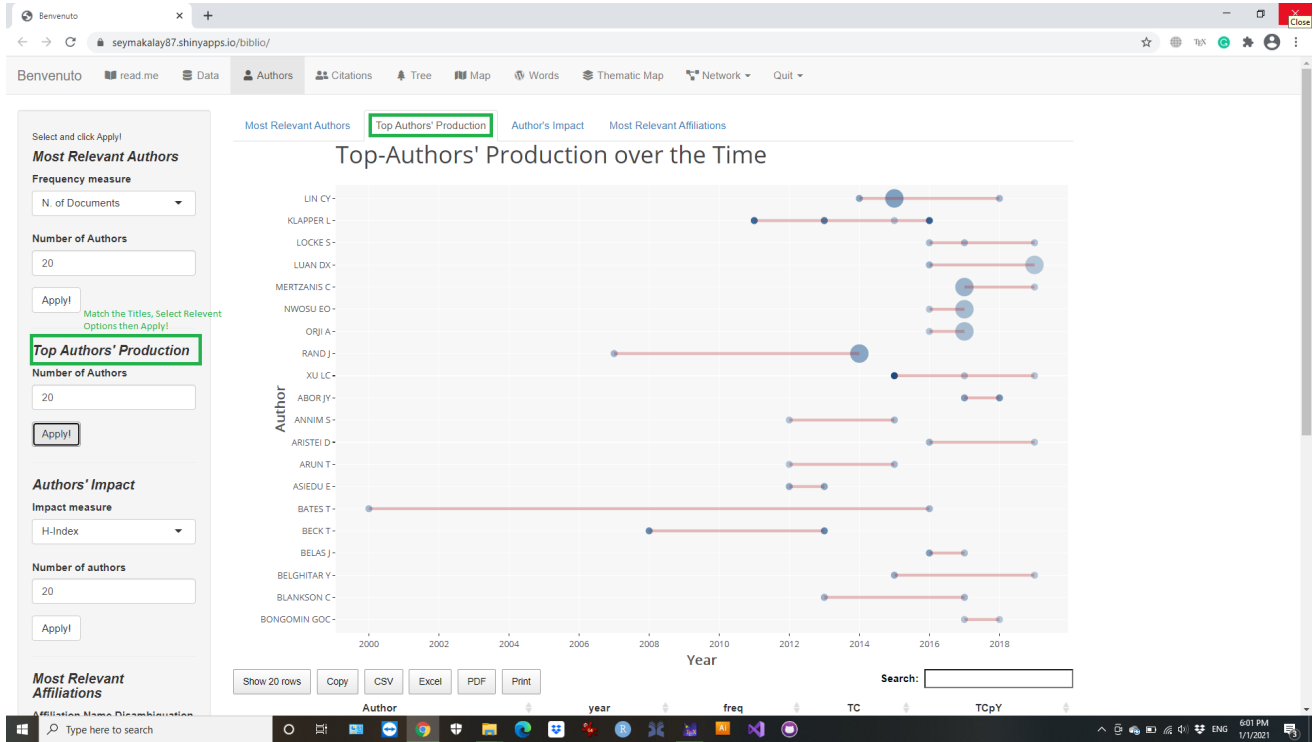 Benvenuto
Close
seymakalay87.shinyapps.io/biblio/
Benvenuto read.me Data Authors Citations Tree Map Words Thematic Map Network Quit
Select and click Apply!
Most Relevant Authors
Frequency measure
N. of Documents
Number of Authors
20
Apply!
Match the Titles, Select Relevent
Options then Apply!
Top Authors' Production
Number of Authors
20
Apply!
Authors' Impact
Impact measure
H-Index
Number of authors
20
Apply!
Most Relevant
Affiliations
Affiliation Name Disambiguation
Most Relevant Authors Top Authors' Production Author's Impact Most Relevant Affiliations
Top-Authors' Production over the Time
Author
LIN CY
KLAPPER L
LOCKE S
LUAN DX
MERTZANIS C
NWOSU EO
ORJI A
RAND J
XU LC
ABOR JY
ANNIM S
ARISTEI D
ARUN T
ASIEDU E
BATES T
BECK T
BELAS J
BELGHITAR Y
BLANKSON C
BONGOMIN GOC
2000 2002 2004 2006 2008 2010 2012 2014 2016 2018
Year
Show 20 rows Copy CSV Excel PDF Print Search:
Author year freq TC TCpY
Type here to search
ENG
6:01 PM
1/1/2021